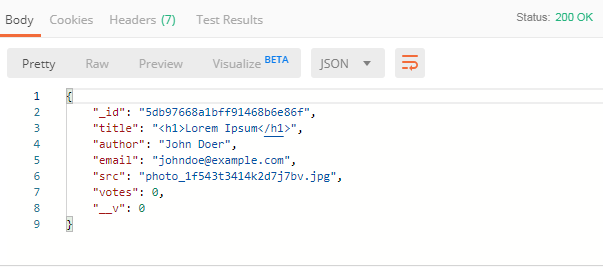 Body Cookies Headers (7) Test Results Status: 200 OK
Pretty Raw Preview Visualize BETA JSON
1 {
2 "_id": "5db97668a1bff91468b6e86f",
3 "title": "<h1>Lorem Ipsum</h1>",
4 "author": "John Doer",
5 "email": "johndoe@example.com",
6 "src": "photo_1f543t3414k2d7j7bv.jpg",
7 "votes": 0,
8 "__v": 0
9 }